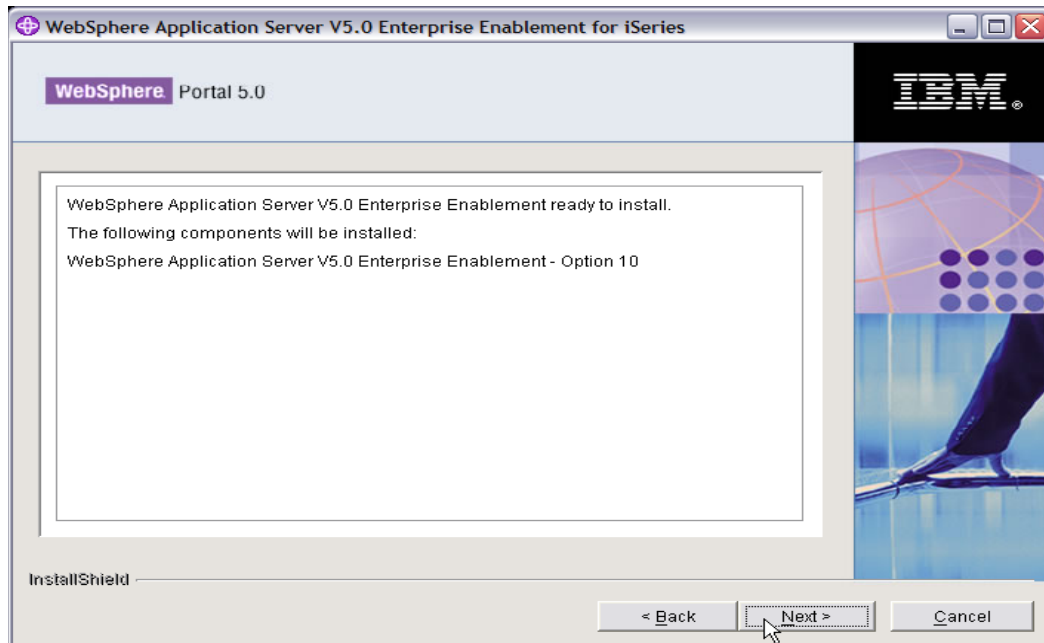 WebSphere Application Server V5.0 Enterprise Enablement for iSeries
WebSphere. Portal 5.0
IBM®
WebSphere Application Server V5.0 Enterprise Enablement ready to install.
The following components will be installed:
WebSphere Application Server V5.0 Enterprise Enablement - Option 10
InstallShield
< Back
Next >
Cancel